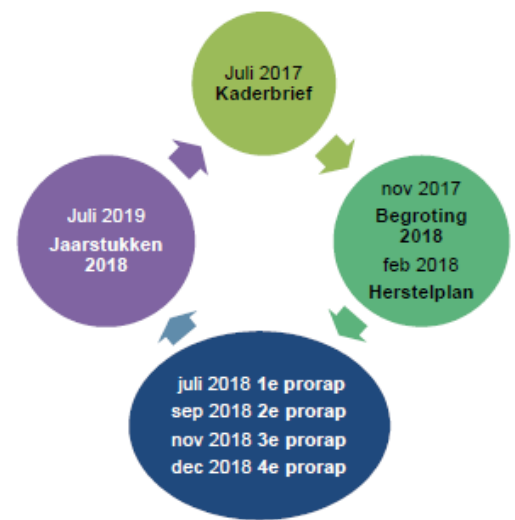 Juli 2017
Kaderbrief
nov 2017
Begroting
2018
feb 2018
Herstelplan
juli 2018 1e prorap
sep 2018 2e prorap
nov 2018 3e prorap
dec 2018 4e prorap
Juli 2019
Jaarstukken
2018